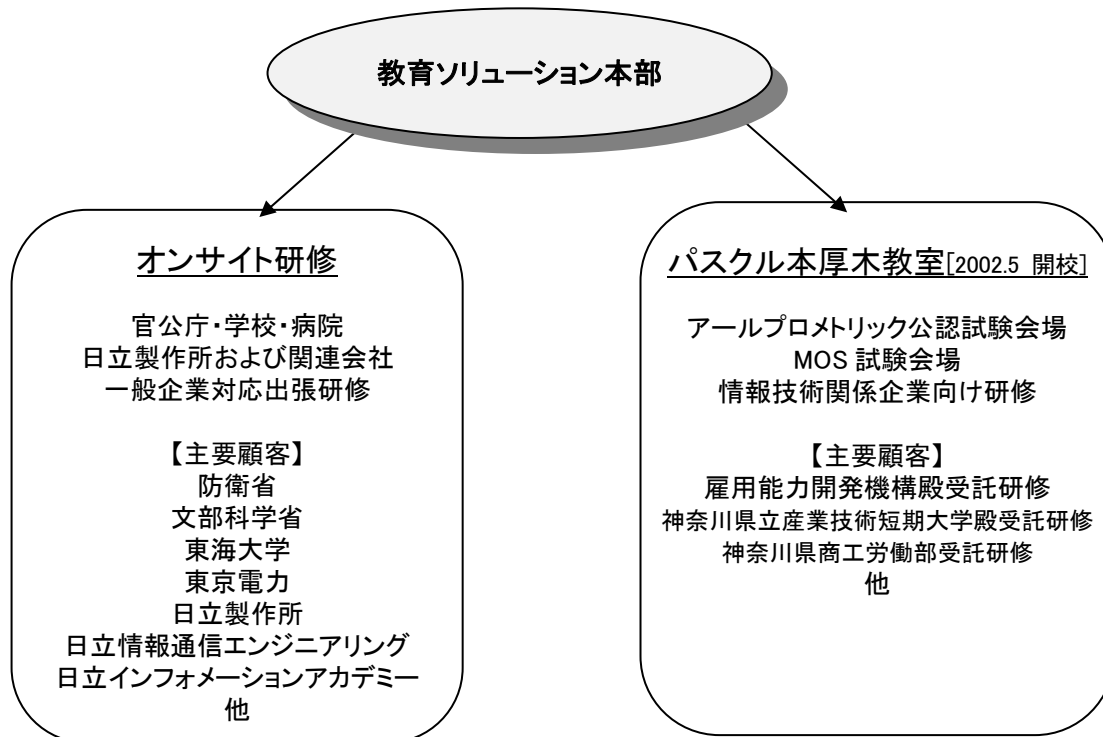 教育ソリューション本部
オンサイト研修
官公庁・学校・病院
日立製作所および関連会社
一般企業対応出張研修
【主要顧客】
防衛省
文部科学省
東海大学
東京電力
日立製作所
日立情報通信エンジニアリング
日立インフォメーションアカデミー
他
パスクル本厚木教室[2002.5 開校]
アールプロメトリック公認試験会場
MOS 試験会場
情報技術関係企業向け研修
【主要顧客】
雇用能力開発機構殿受託研修
神奈川県立産業技術短期大学殿受託研修
神奈川県商工労働部受託研修
他